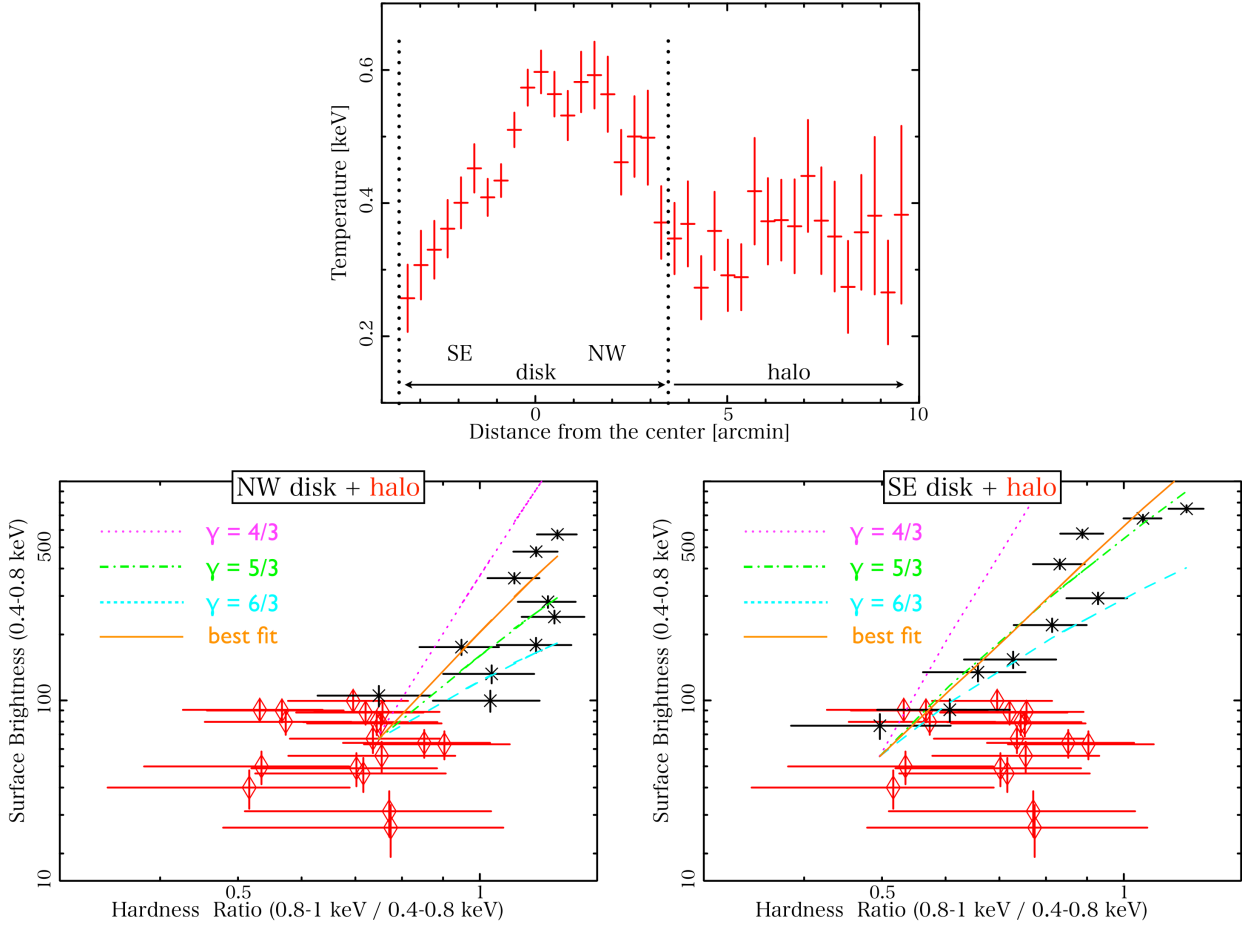 Temperature [keV]
0.6
0.4
0.2
SE
NW
disk
halo
0
5
10
Distance from the center [arcmin]
NW disk + halo
γ = 4/3
γ = 5/3
γ = 6/3
best fit
Surface Brightness (0.4-0.8 keV)
500
100
10
0.5
1
Hardness Ratio (0.8-1 keV / 0.4-0.8 keV)
SE disk + halo
γ = 4/3
γ = 5/3
γ = 6/3
best fit
Surface Brightness (0.4-0.8 keV)
500
100
10
0.5
1
Hardness Ratio (0.8-1 keV / 0.4-0.8 keV)